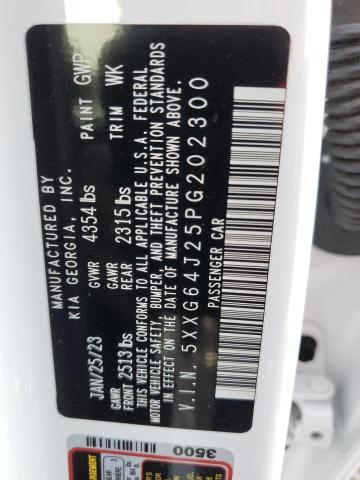 MANUFACTURED BY
KIA GEORGIA, INC.
JAN/25/23 GVWR 4354 lbs PAINT GWP
GAWR GAWR
FRONT 2513 lbs REAR 2315 lbs TRIM WK
THIS VEHICLE CONFORMS TO ALL APPLICABLE U.S.A. FEDERAL
MOTOR VEHICLE SAFETY, BUMPER, AND THEFT PREVENTION STANDARDS
IN EFFECT ON THE DATE OF MANUFACTURE SHOWN ABOVE.
V.I.N. 5XXG64J25PG202300
PASSENGER CAR
3500